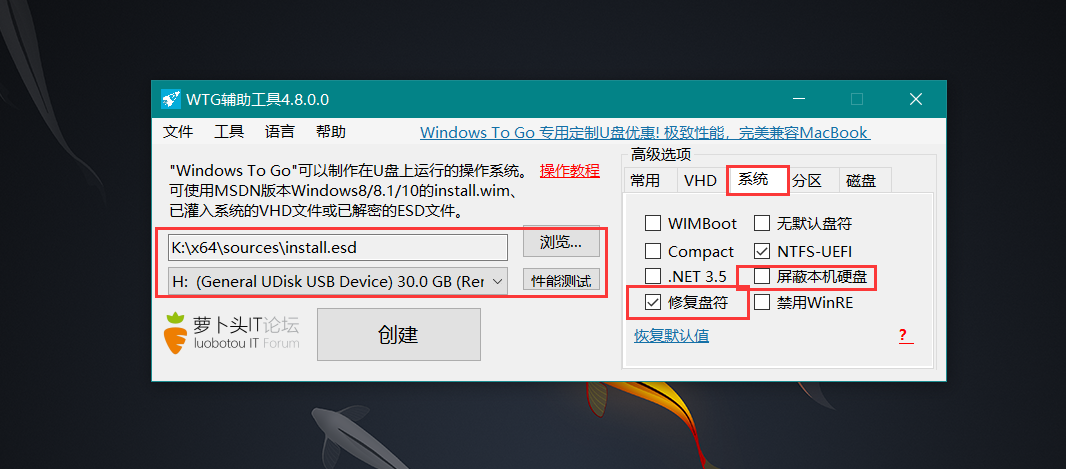 WTG辅助工具4.8.0.0
文件 工具 语言 帮助 Windows To Go 专用定制U盘优惠! 极致性能，完美兼容MacBook
"Windows To Go"可以制作在U盘上运行的操作系统。 操作教程
可使用MSDN版本Windows8/8.1/10的install.wim、
已灌入系统的VHD文件或已解密的ESD文件。
K:\x64\sources\install.esd 浏览...
H: (General UDisk USB Device) 30.0 GB (Rer 性能测试
萝卜头IT论坛
luobotou IT Forum
创建
高级选项
常用 VHD 系统 分区 磁盘
WIMBoot 无默认盘符
Compact NTFS-UEFI
.NET 3.5 屏蔽本机硬盘
修复盘符 禁用WinRE
恢复默认值 ?